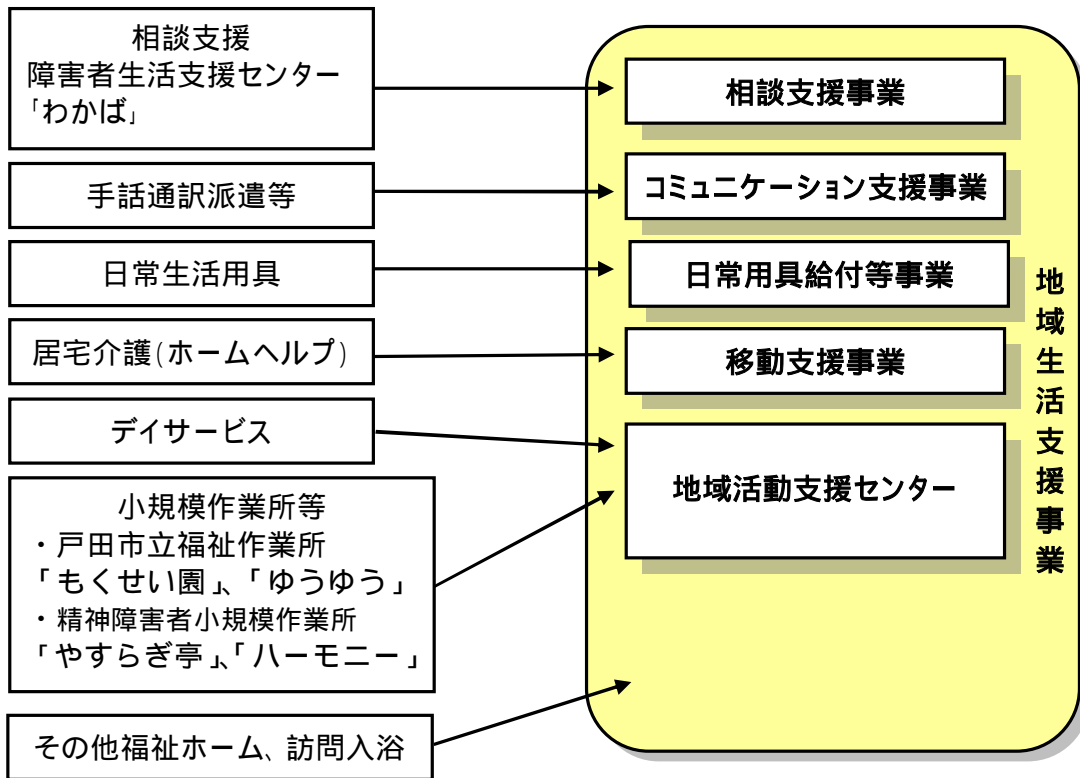 相談支援
障害者生活支援センター
「わかば」
手話通訳派遣等
日常生活用具
居宅介護(ホームヘルプ)
デイサービス
小規模作業所等
・戸田市立福祉作業所
「もくせい園」、「ゆうゆう」
・精神障害者小規模作業所
「やすらぎ亭」、「ハーモニー」
その他福祉ホーム、訪問入浴
相談支援事業
コミュニケーション支援事業
日常用具給付等事業
移動支援事業
地域活動支援センター
地域生活支援事業